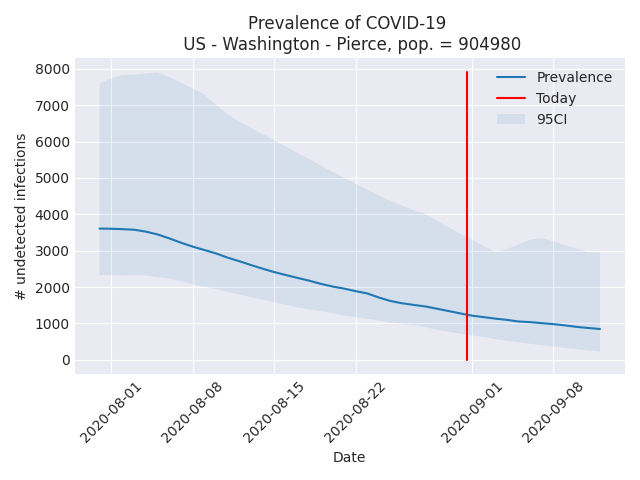 Prevalence of COVID-19
US - Washington - Pierce, pop. = 904980
# undetected infections
8000
7000
6000
5000
4000
3000
2000
1000
0
Prevalence
Today
95CI
2020-08-01
2020-08-08
2020-08-15
2020-08-22
2020-09-01
2020-09-08
Date